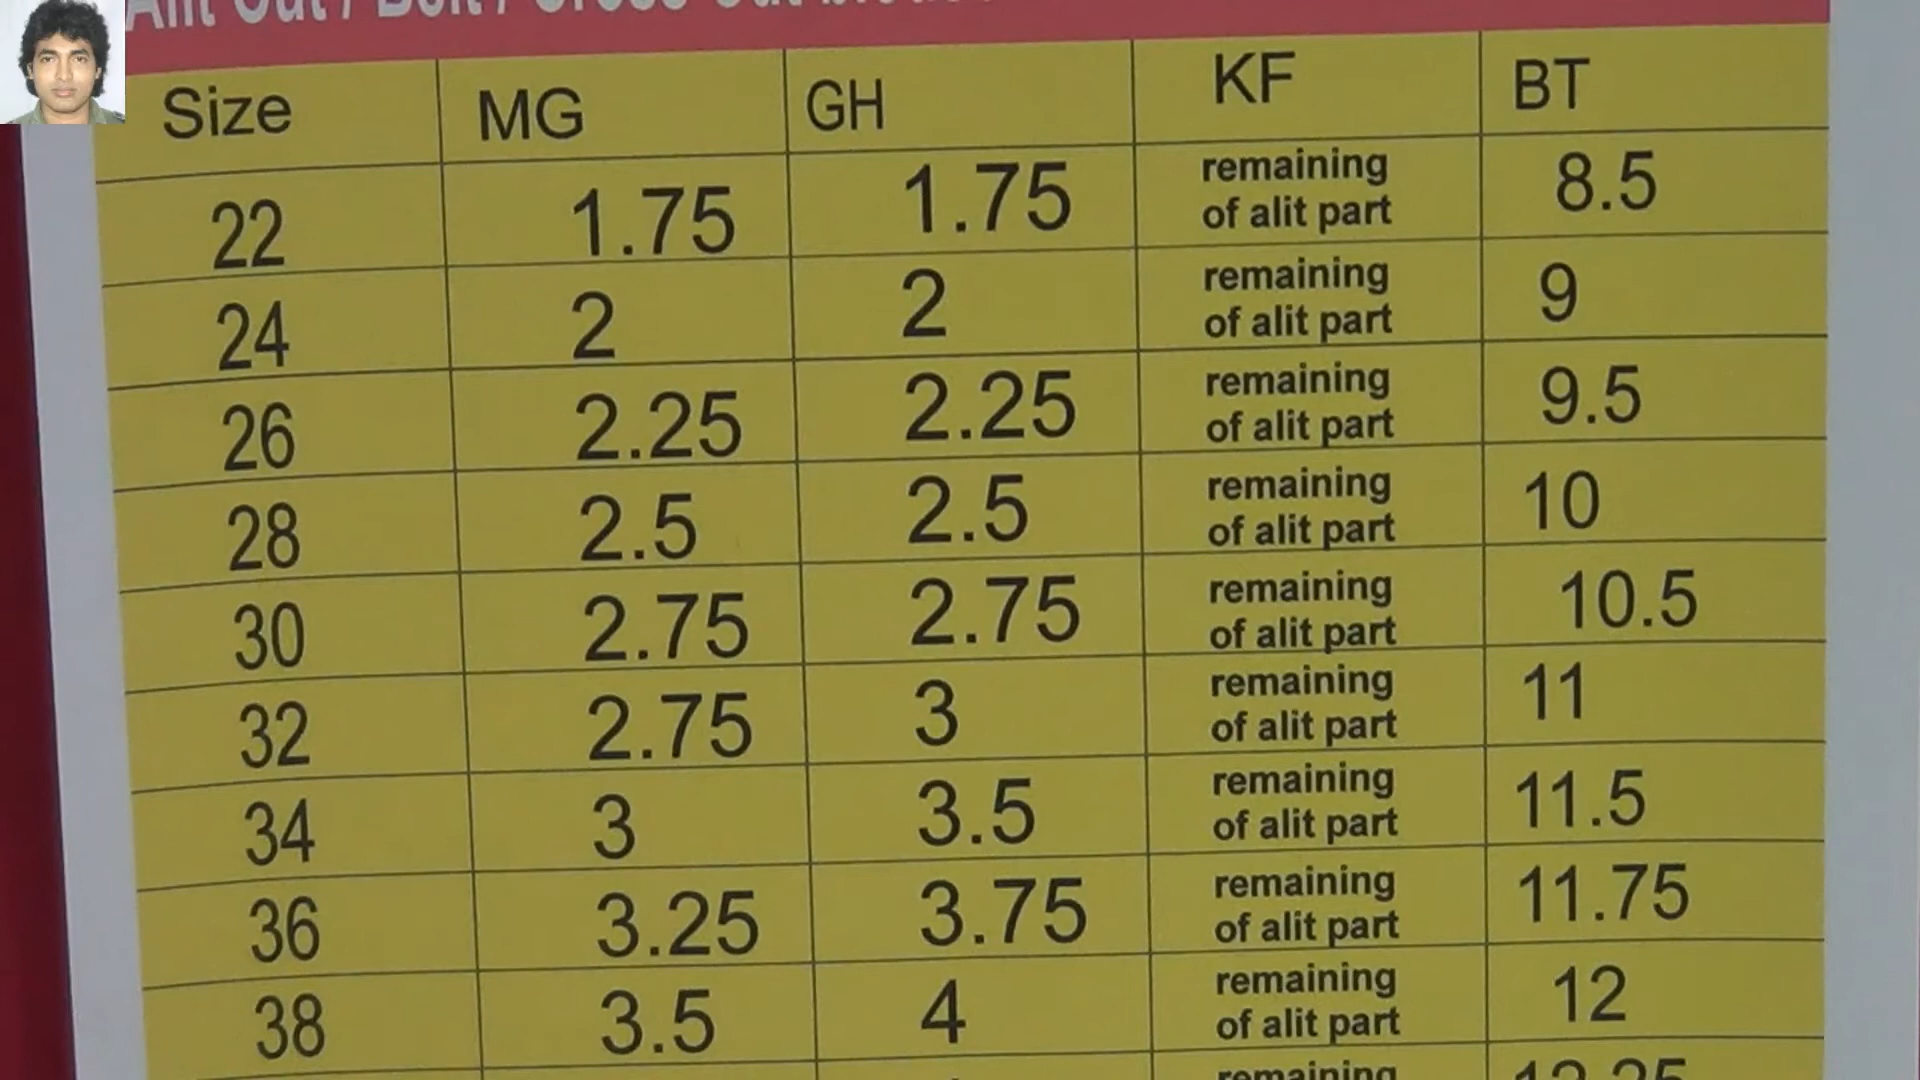 Size MG GH KF BT
22 1.75 1.75 remaining of alit part 8.5
24 2 2 remaining of alit part 9
26 2.25 2.25 remaining of alit part 9.5
28 2.5 2.5 remaining of alit part 10
30 2.75 2.75 remaining of alit part 10.5
32 2.75 3 remaining of alit part 11
34 3 3.5 remaining of alit part 11.5
36 3.25 3.75 remaining of alit part 11.75
38 3.5 4 remaining of alit part 12
remaining 12.25